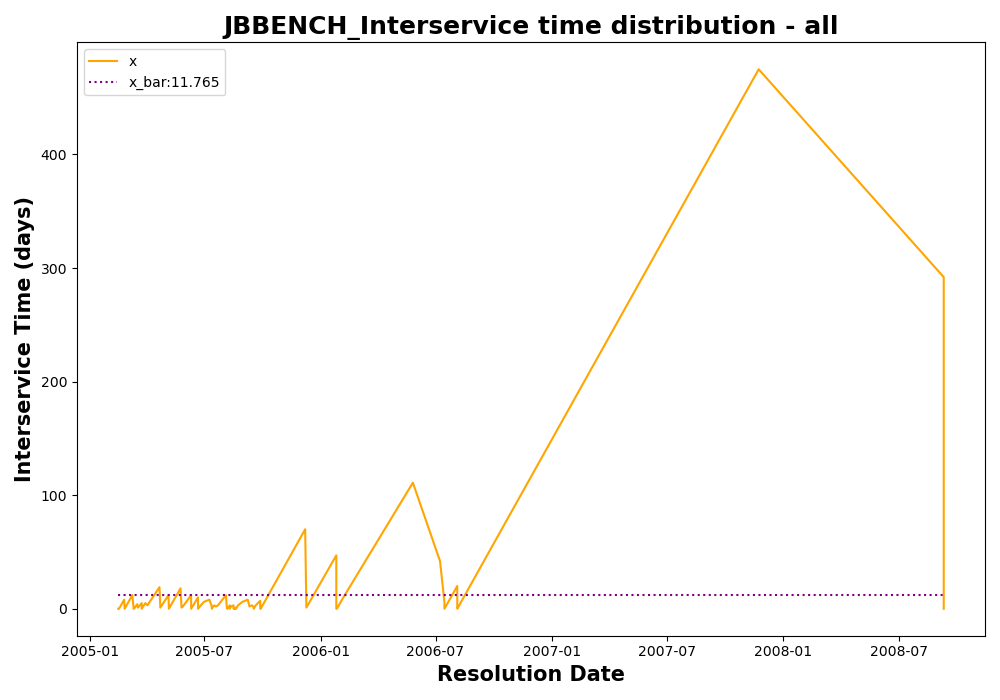 JBBENCH_Interservice time distribution - all
x
x_bar:11.765
Interservice Time (days)
400
300
200
100
0
2005-01 2005-07 2006-01 2006-07 2007-01 2007-07 2008-01 2008-07
Resolution Date